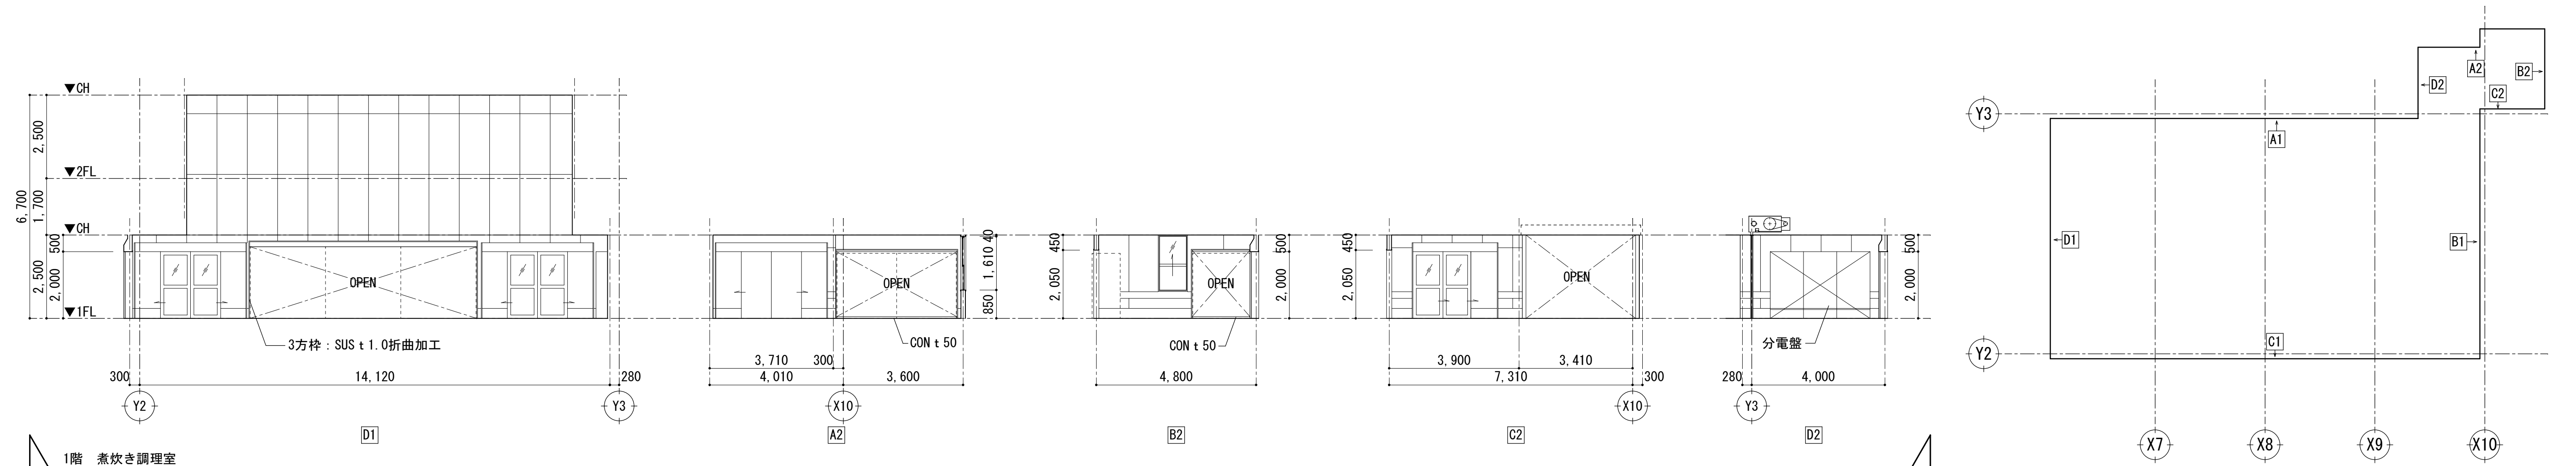 ▼CH
▼2FL
▼CH
▼1FL
6,700
2,500
1,700
500
2,500
2,000
OPEN
3方枠：SUS t 1.0折曲加工
300
14,120
280
Y2
Y3
D1
OPEN
40
1,610
850
CON t 50
3,710
300
4,010
3,600
X10
A2
450
2,050
OPEN
500
2,000
CON t 50
4,800
B2
450
2,050
OPEN
3,900
3,410
7,310
300
X10
C2
500
2,000
分電盤
280
4,000
Y3
D2
A2
B2
D2
C2
Y3
A1
D1
B1
C1
Y2
X7
X8
X9
X10
1階　煮炊き調理室